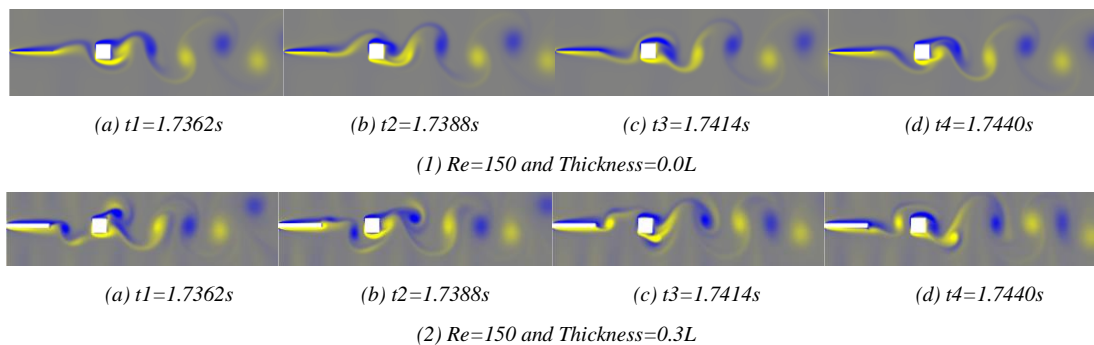 (a) t1=1.7362s (b) t2=1.7388s (c) t3=1.7414s (d) t4=1.7440s
(1) Re=150 and Thickness=0.0L
(a) t1=1.7362s (b) t2=1.7388s (c) t3=1.7414s (d) t4=1.7440s
(2) Re=150 and Thickness=0.3L